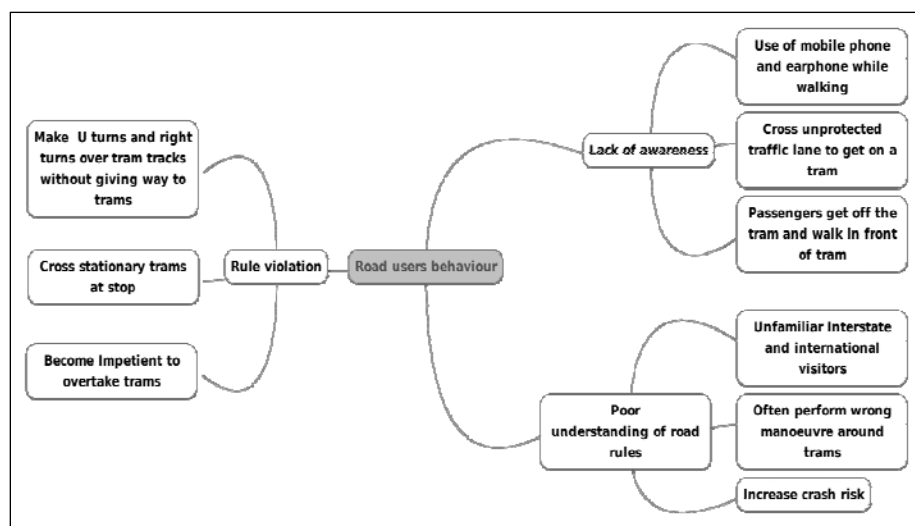 Make U turns and right
turns over tram tracks
without giving way to
trams
Cross stationary trams
at stop
Become Impetient to
overtake trams
Rule violation
Road users behaviour
Lack of awareness
Use of mobile phone
and earphone while
walking
Cross unprotected
traffic lane to get on a
tram
Passengers get off the
tram and walk in front
of tram
Poor
understanding of road
rules
Unfamiliar Interstate
and international
visitors
Often perform wrong
manoeuvre around
trams
Increase crash risk